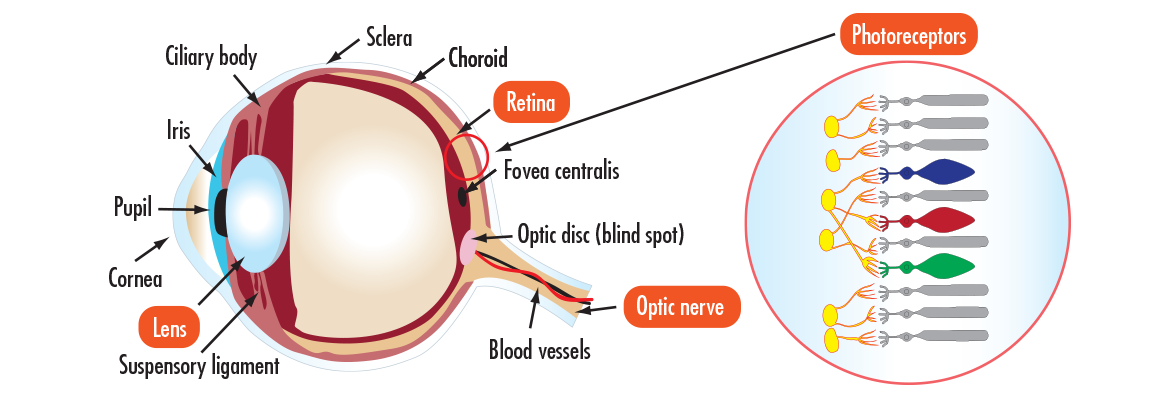 Photoreceptors
Sclera
Ciliary body
Choroid
Retina
Iris
Fovea centralis
Pupil
Optic disc (blind spot)
Cornea
Lens
Optic nerve
Blood vessels
Suspensory ligament